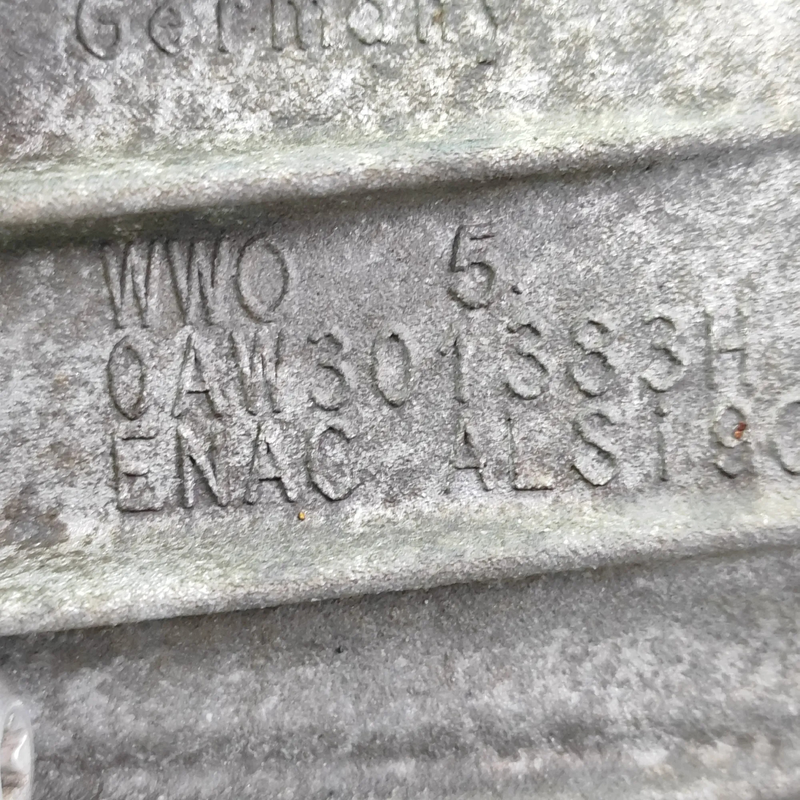 Germany
WWO 5.
0AW301383H
ENAC ALSi9C